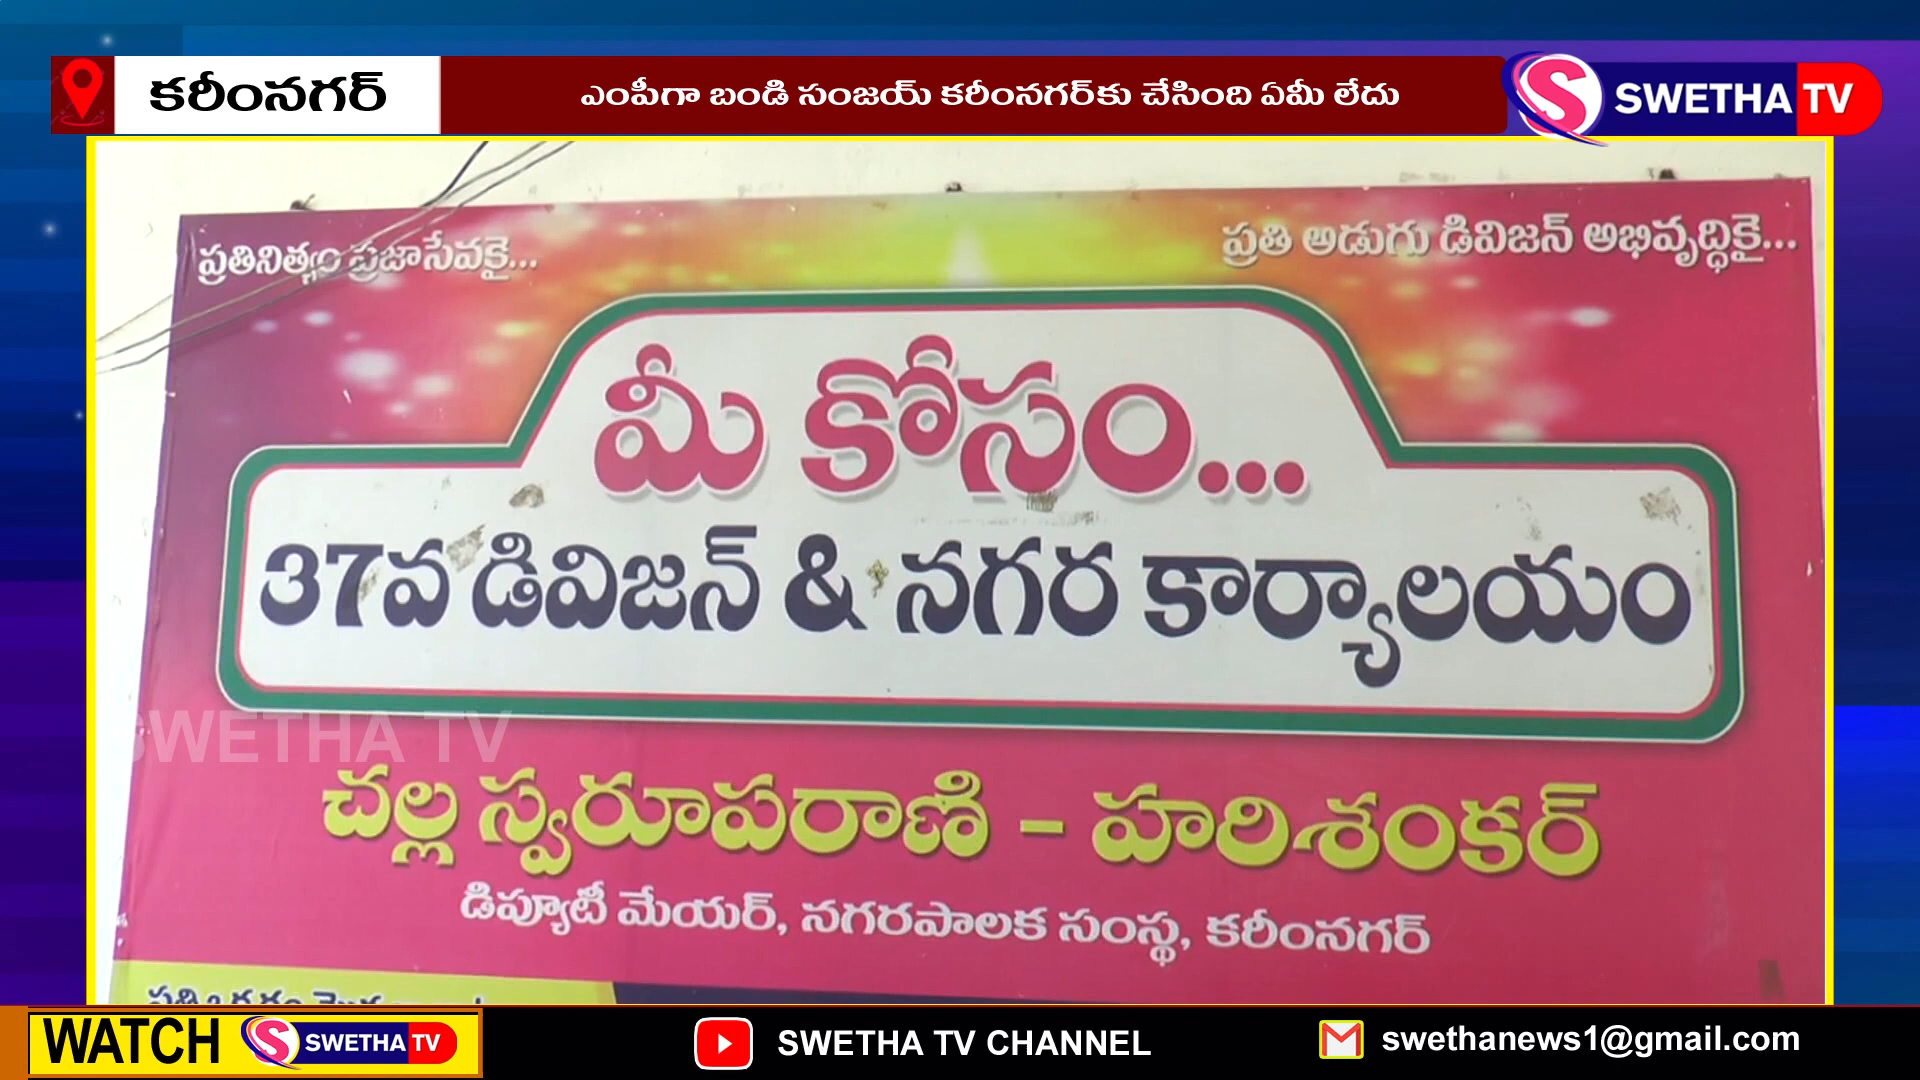 కరీంనగర్
ఎంపీగా బండి సంజయ్ కరీంనగర్‌కు చేసింది ఏమీ లేదు
SWETHA TV
ప్రతినిత్యం ప్రజాసేవకై...
ప్రతి అడుగు డివిజన్ అభివృద్ధికై...
మీ కోసం...
37వ డివిజన్ & నగర కార్యాలయం
SWETHA TV
చల్ల స్వరూపరాణి - హరిశంకర్
డిప్యూటీ మేయర్, నగరపాలక సంస్థ, కరీంనగర్
WATCH SWETHA TV
SWETHA TV CHANNEL
swethanews1@gmail.com